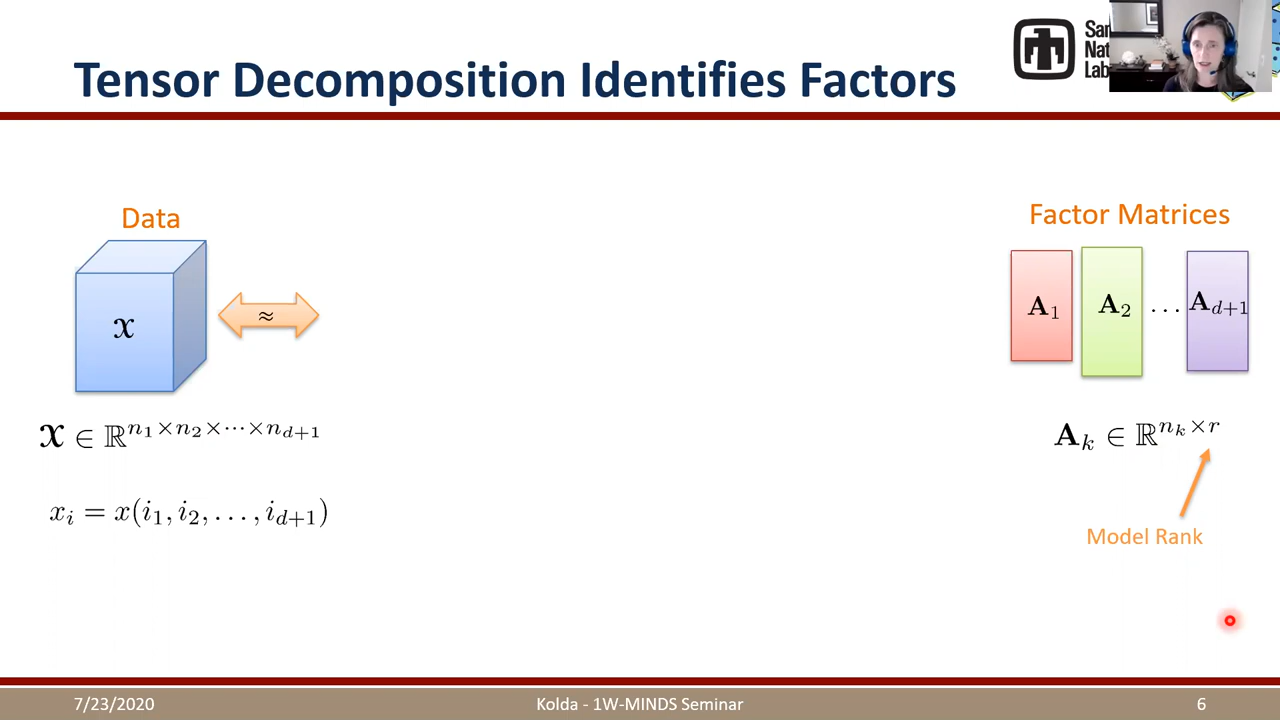 Tensor Decomposition Identifies Factors
Data
𝓧
≈
𝓧 ∈ ℝ^{n₁×n₂×⋯×n_{d+1}}
x_i = x(i₁, i₂, . . . , i_{d+1})
Factor Matrices
A₁ A₂ . . . A_{d+1}
A_k ∈ ℝ^{n_k×r}
Model Rank
7/23/2020
Kolda - 1W-MINDS Seminar
6